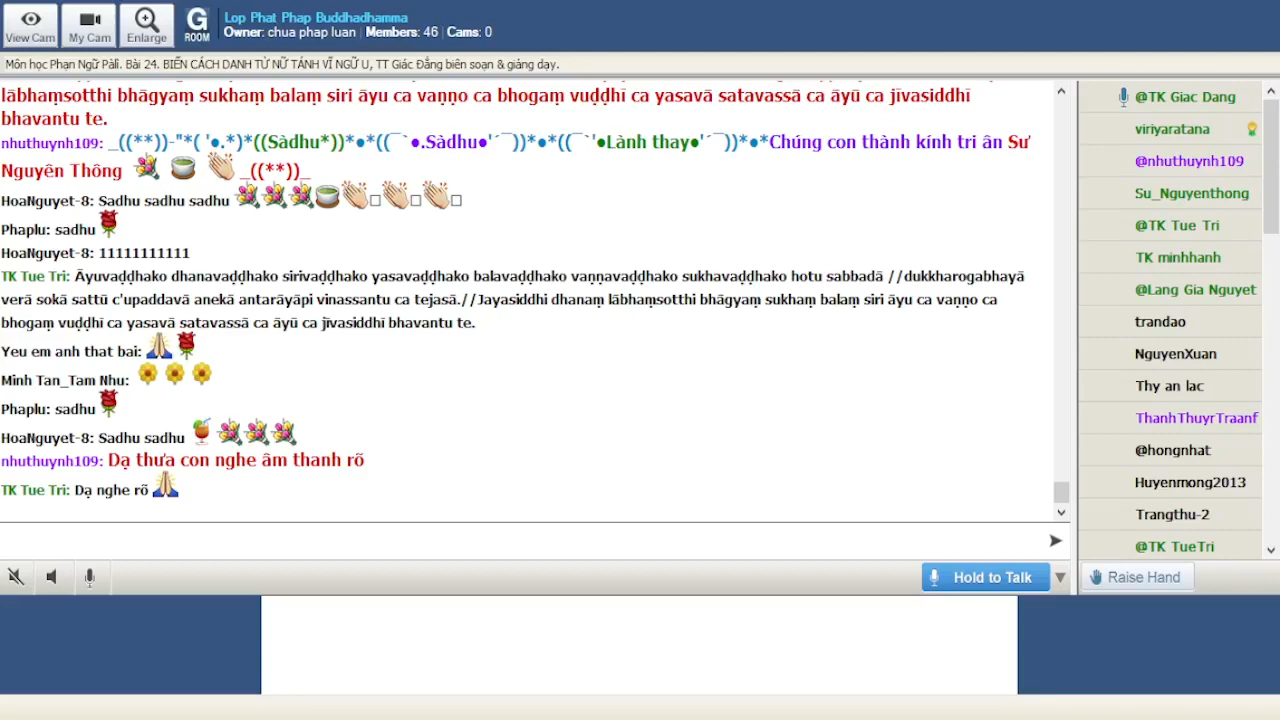 View Cam
My Cam
Enlarge
G
ROOM
Lop Phat Phap Buddhadhamma
Owner: chua phap luan | Members: 46 | Cams: 0
Môn học Phạn Ngữ Pāli. Bài 24. BIẾN CÁCH DANH TỪ NỮ TÁNH VĨ NGỮ U, TT Giác Đẳng biên soạn & giảng dạy.
lābhaṃsotthi bhāgyaṃ sukhaṃ balaṃ siri āyu ca vaṇṇo ca bhogaṃ vuḍḍhī ca yasavā satavassā ca āyū ca jīvasiddhī
bhavantu te.
nhuthuynh109: _((**))-"*( '●.*)*((Sàdhu*))*●*((¯`●.Sàdhu●'´¯))*●*((¯`'●Lành thay●'´¯))*●*Chúng con thành kính tri ân Sư
Nguyên Thông 💐 🍵 👏 _((**))_
HoaNguyet-8: Sadhu sadhu sadhu 💐💐💐🍵👏▯👏▯👏▯
Phaplu: sadhu 🌹
HoaNguyet-8: 11111111111
TK Tue Tri: Āyuvaḍḍhako dhanavaḍḍhako sirivaḍḍhako yasavaḍḍhako balavaḍḍhako vaṇṇavaḍḍhako sukhavaḍḍhako hotu sabbadā //dukkharogabhayā
verā sokā sattū c'upaddavā anekā antarāyāpi vinassantu ca tejasā.//Jayasiddhi dhanaṃ lābhaṃsotthi bhāgyaṃ sukhaṃ balaṃ siri āyu ca vaṇṇo ca
bhogaṃ vuḍḍhī ca yasavā satavassā ca āyū ca jīvasiddhī bhavantu te.
Yeu em anh that bai: 🙏🌹
Minh Tan_Tam Nhu: 🌼 🌼 🌼
Phaplu: sadhu 🌹
HoaNguyet-8: Sadhu sadhu 🍹 💐💐💐
nhuthuynh109: Dạ thưa con nghe âm thanh rõ
TK Tue Tri: Dạ nghe rõ 🙏
Hold to Talk
@TK Giac Dang
viriyaratana
@nhuthuynh109
Su_Nguyenthong
@TK Tue Tri
TK minhhanh
@Lang Gia Nguyet
trandao
NguyenXuan
Thy an lac
ThanhThuyrTraanf
@hongnhat
Huyenmong2013
Trangthu-2
@TK TueTri
Raise Hand